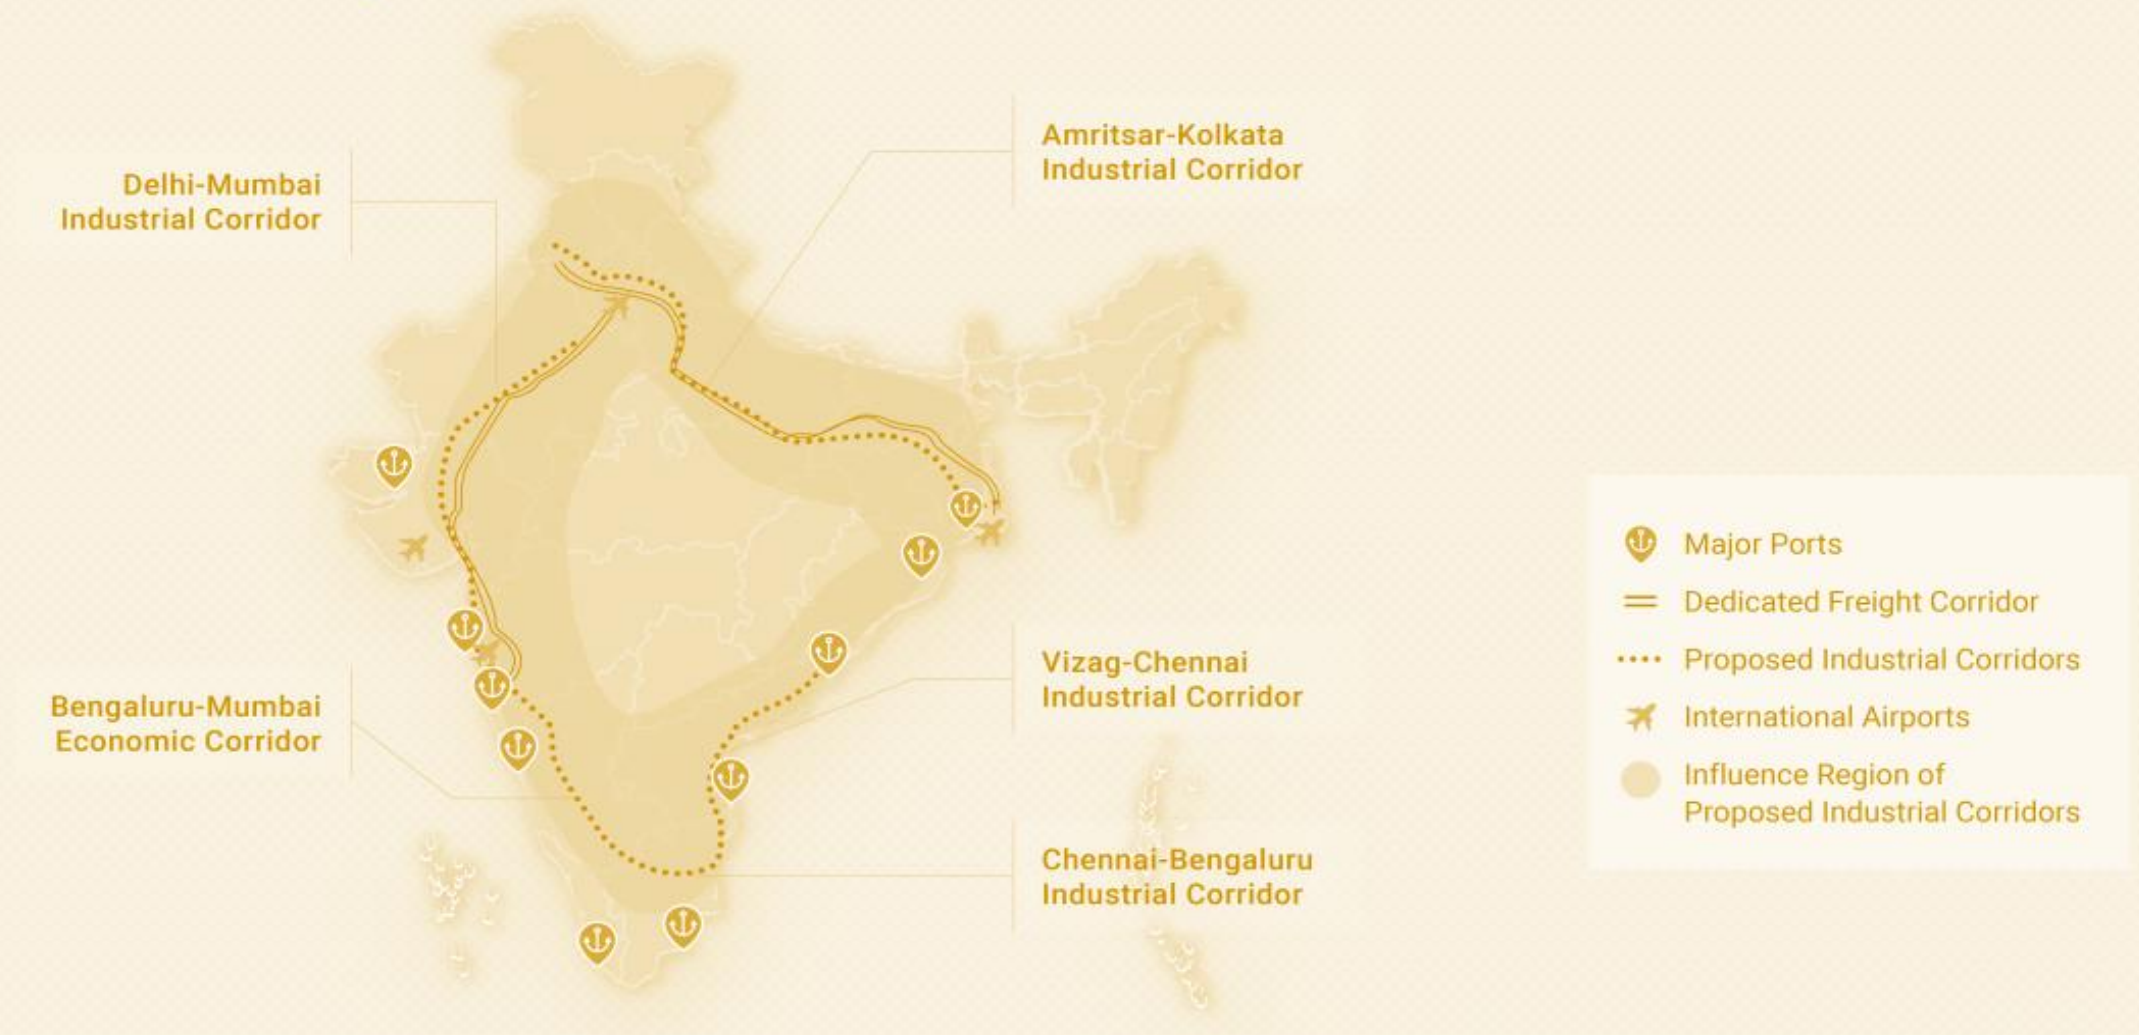 Delhi-Mumbai
Industrial Corridor
Amritsar-Kolkata
Industrial Corridor
Bengaluru-Mumbai
Economic Corridor
Vizag-Chennai
Industrial Corridor
Chennai-Bengaluru
Industrial Corridor
Major Ports
Dedicated Freight Corridor
Proposed Industrial Corridors
International Airports
Influence Region of
Proposed Industrial Corridors